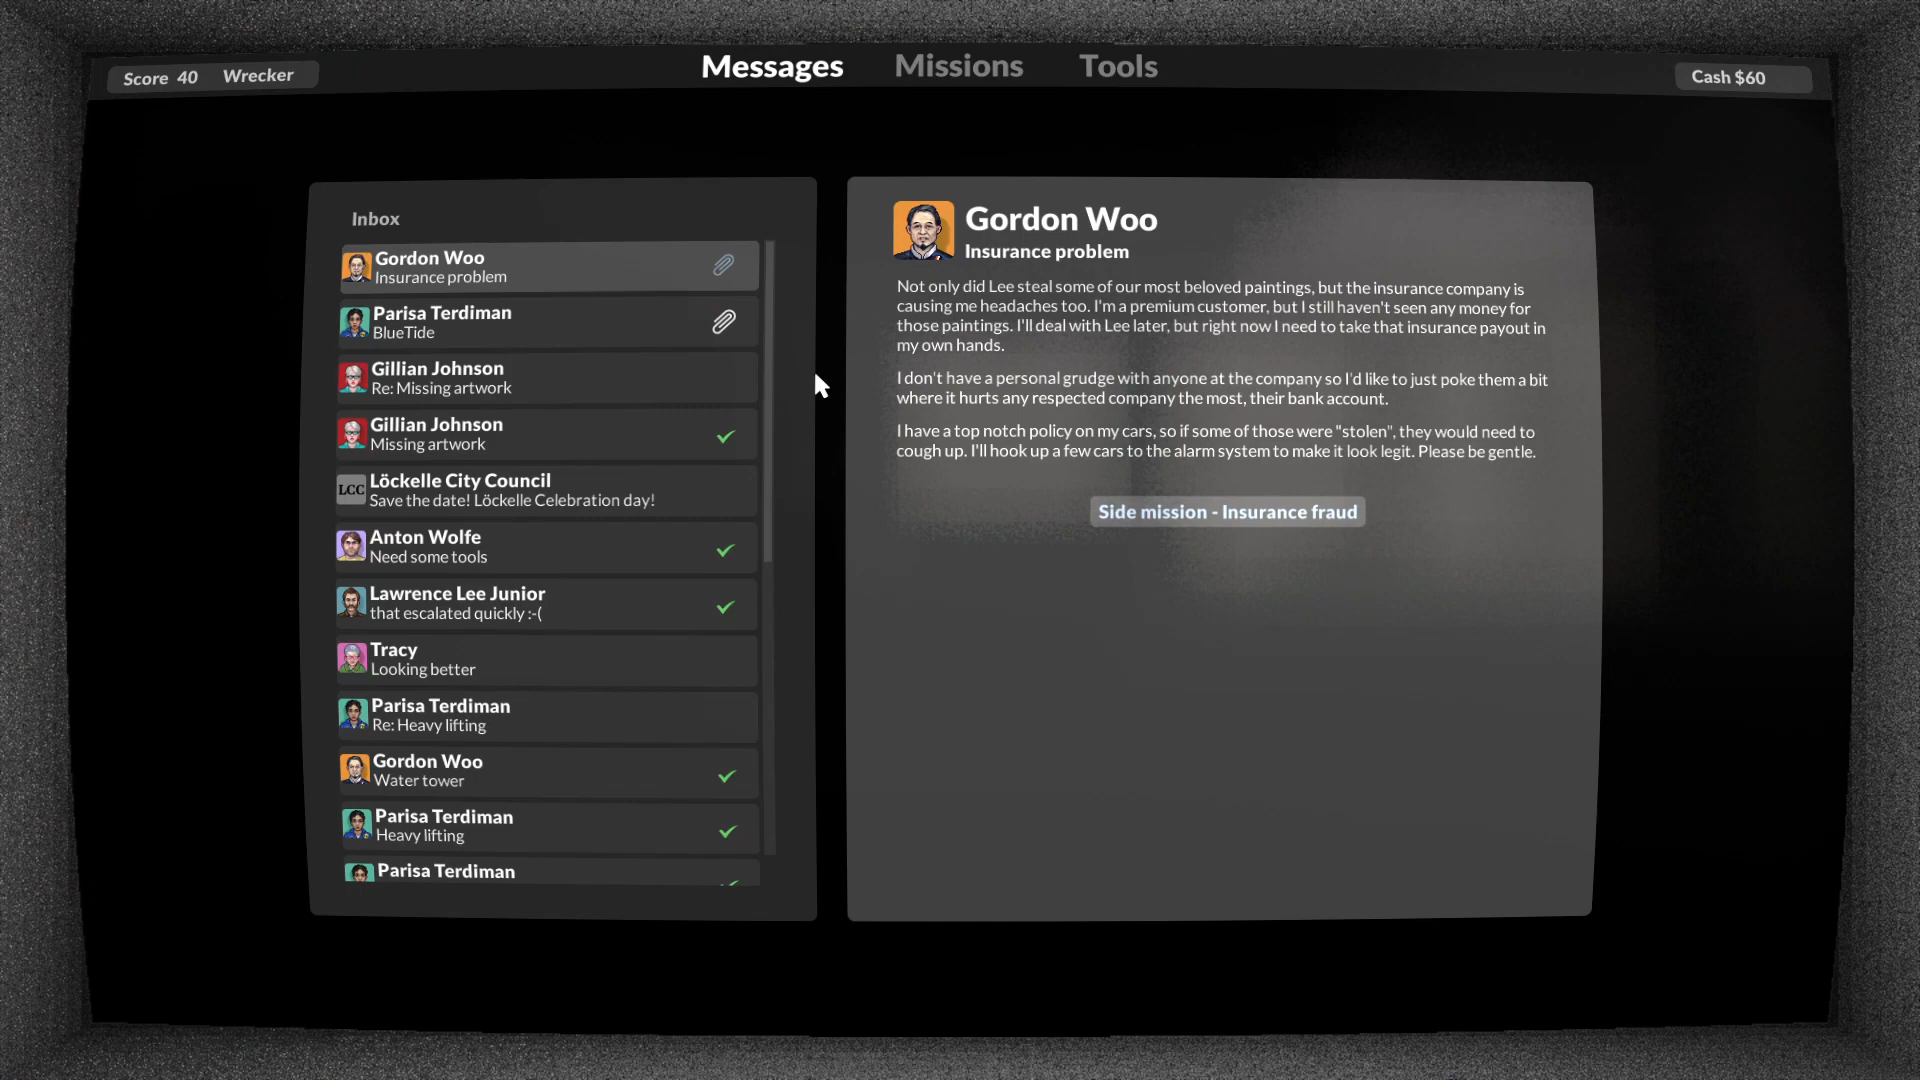 Score 40 Wrecker
Messages Missions Tools
Cash $60
Inbox
Gordon Woo
Insurance problem
Parisa Terdiman
BlueTide
Gillian Johnson
Re: Missing artwork
Gillian Johnson
Missing artwork
LCC
Löckelle City Council
Save the date! Löckelle Celebration day!
Anton Wolfe
Need some tools
Lawrence Lee Junior
that escalated quickly :-(
Tracy
Looking better
Parisa Terdiman
Re: Heavy lifting
Gordon Woo
Water tower
Parisa Terdiman
Heavy lifting
Parisa Terdiman
Gordon Woo
Insurance problem
Not only did Lee steal some of our most beloved paintings, but the insurance company is
causing me headaches too. I'm a premium customer, but I still haven't seen any money for
those paintings. I'll deal with Lee later, but right now I need to take that insurance payout in
my own hands.
I don't have a personal grudge with anyone at the company so I'd like to just poke them a bit
where it hurts any respected company the most, their bank account.
I have a top notch policy on my cars, so if some of those were "stolen", they would need to
cough up. I'll hook up a few cars to the alarm system to make it look legit. Please be gentle.
Side mission - Insurance fraud